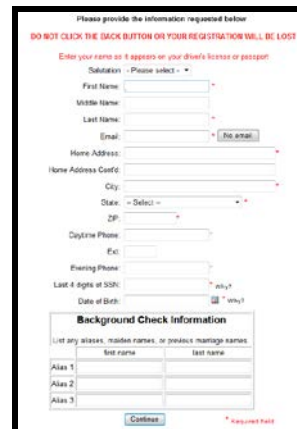 Please provide the information requested below
DO NOT CLICK THE BACK BUTTON OR YOUR REGISTRATION WILL BE LOST
Enter your name as it appears on your driver's license or passport
Salutation - Please select -
First Name: *
Middle Name:
Last Name: *
Email: * No email
Home Address: *
Home Address Cont'd:
City: *
State: -- Select -- *
ZIP: *
Daytime Phone: *
Ext:
Evening Phone: *
Last 4 digits of SSN: * Why?
Date of Birth: * Why?
Background Check Information
List any aliases, maiden names, or previous marriage names
first name last name
Alias 1
Alias 2
Alias 3
Continue * Required field